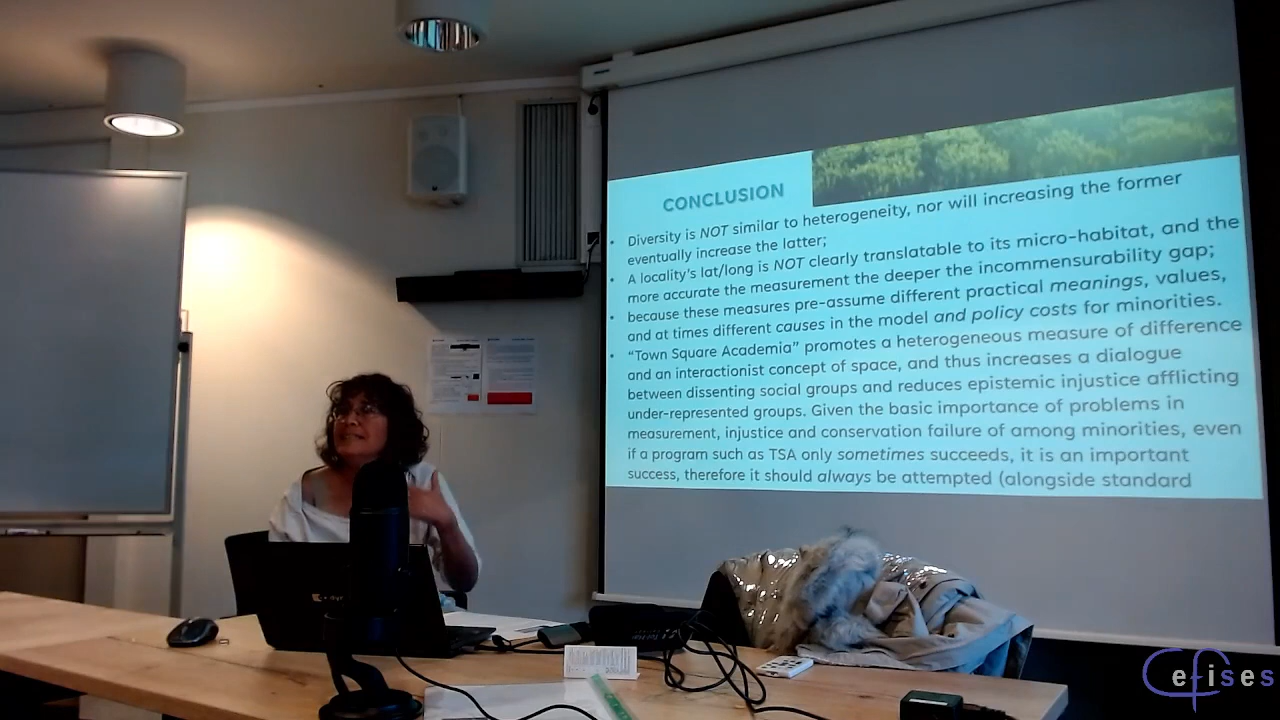 CONCLUSION
Diversity is NOT similar to heterogeneity, nor will increasing the former
eventually increase the latter;
A locality's lat/long is NOT clearly translatable to its micro-habitat, and the
more accurate the measurement the deeper the incommensurability gap;
because these measures pre-assume different practical meanings, values,
and at times different causes in the model and policy costs for minorities.
"Town Square Academia" promotes a heterogeneous measure of difference
and an interactionist concept of space, and thus increases a dialogue
between dissenting social groups and reduces epistemic injustice afflicting
under-represented groups. Given the basic importance of problems in
measurement, injustice and conservation failure of among minorities, even
if a program such as TSA only sometimes succeeds, it is an important
success, therefore it should always be attempted (alongside standard
Cefises